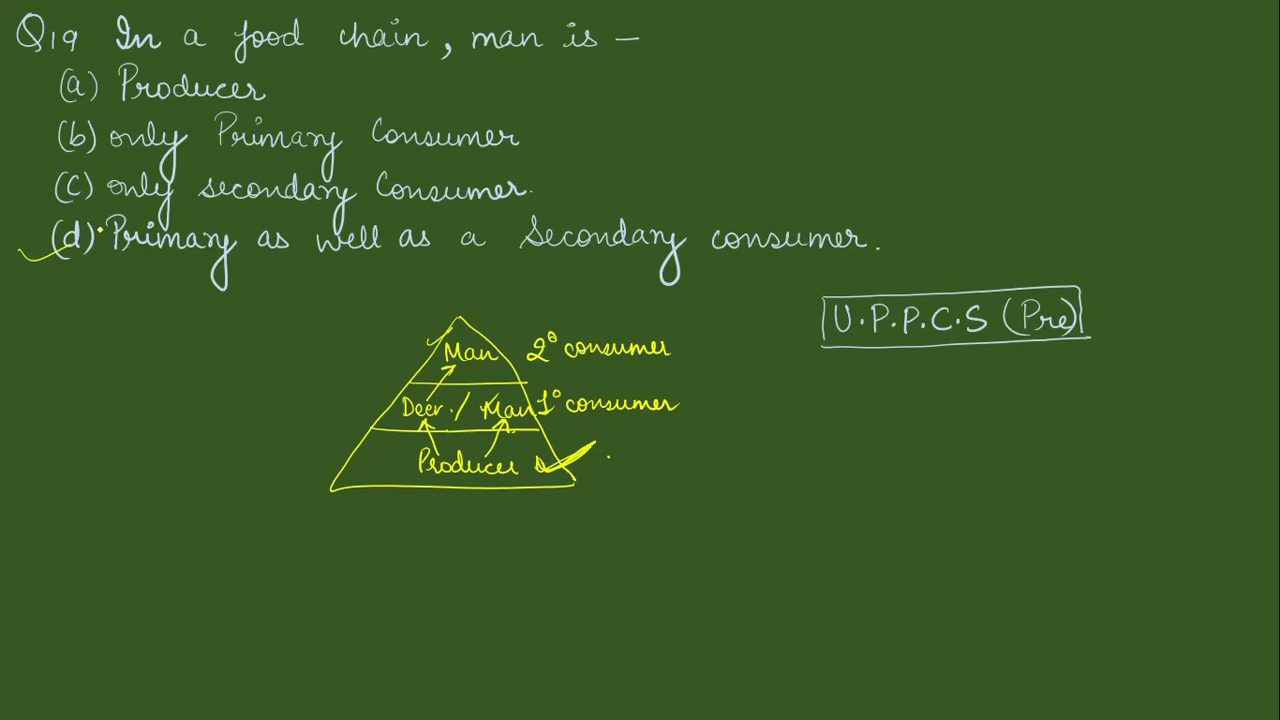 Q19 In a food chain, man is —
(a) Producer
(b) only Primary Consumer
(c) only secondary Consumer.
(d) Primary as well as a Secondary consumer.
U.P.P.C.S (Pre)
Man 2° consumer
Deer / Man 1° consumer
Producer